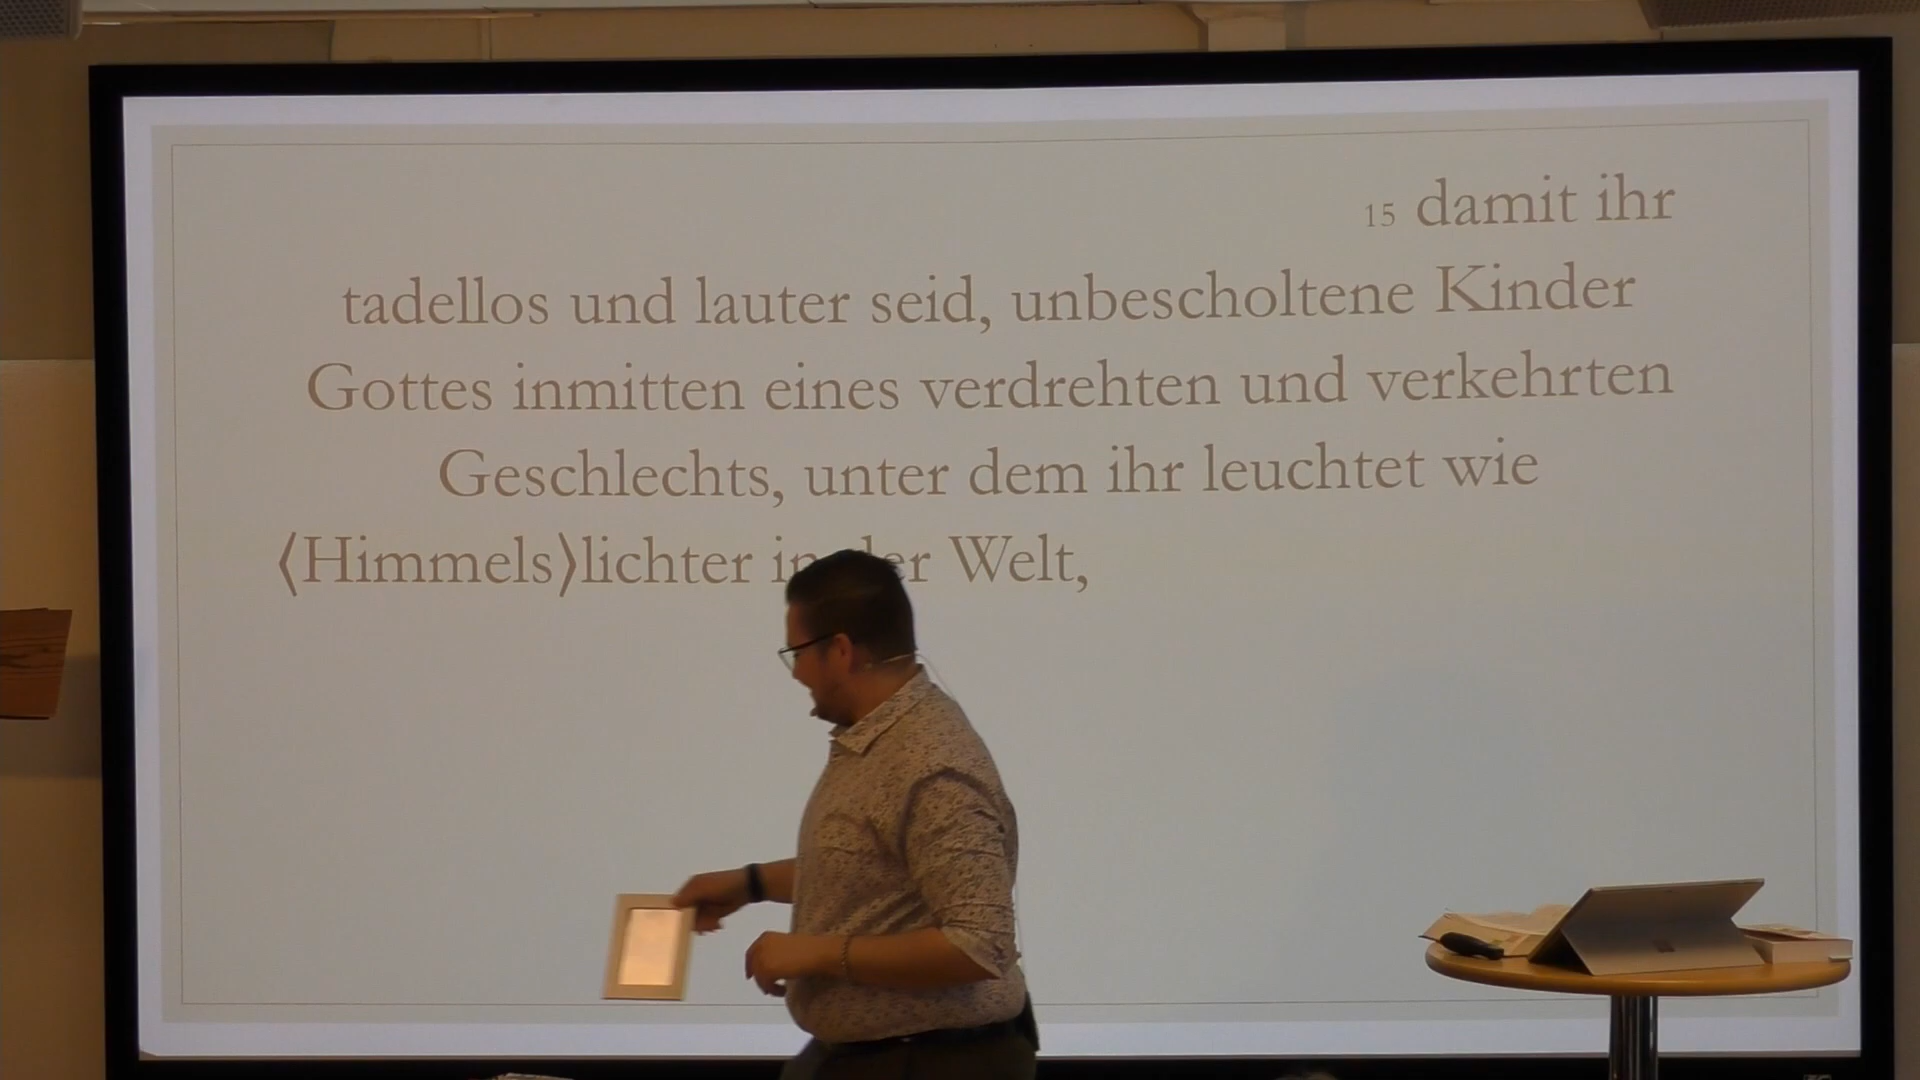 15 damit ihr
tadellos und lauter seid, unbescholtene Kinder
Gottes inmitten eines verdrehten und verkehrten
Geschlechts, unter dem ihr leuchtet wie
⟨Himmels⟩lichter in der Welt,